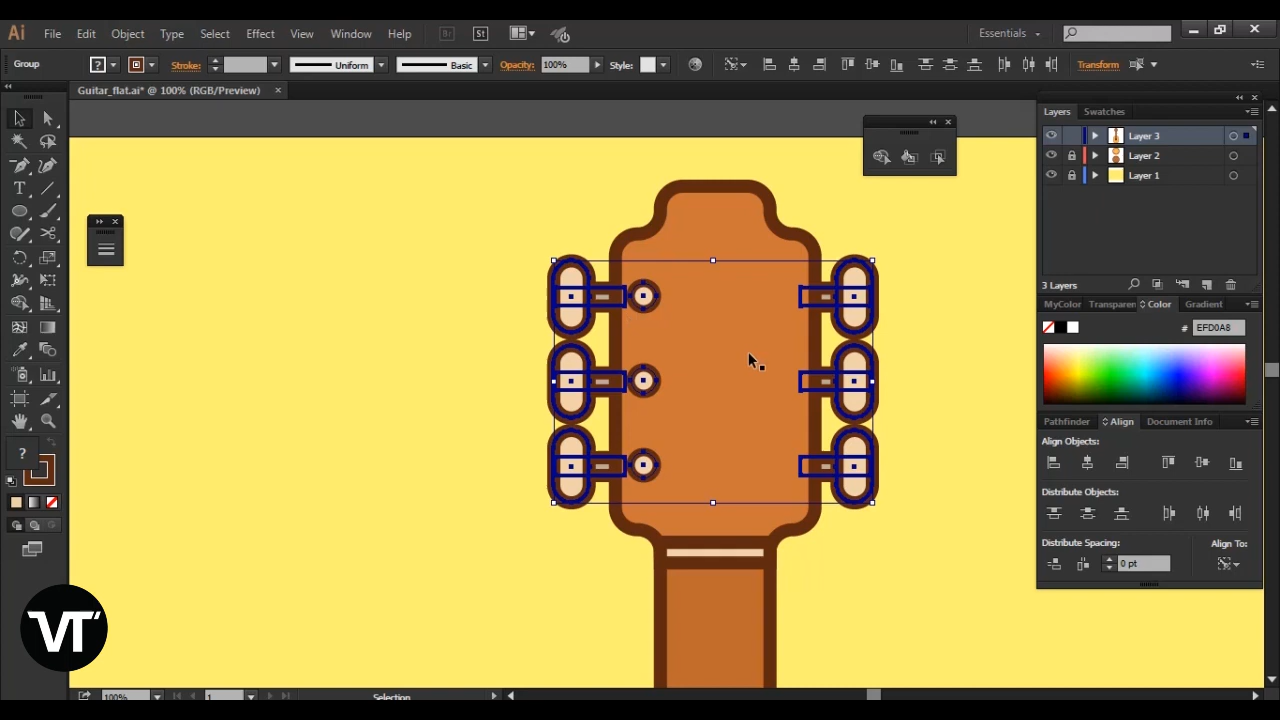 Ai File Edit Object Type Select Effect View Window Help Br St Essentials
Group ? Stroke: Uniform Basic Opacity: 100% Style: Transform
Guitar_flat.ai* @ 100% (RGB/Preview)
Layers Swatches
Layer 3
Layer 2
Layer 1
3 Layers
MyColor Transparen Color Gradient
# EFD0A8
Pathfinder Align Document Info
Align Objects:
Distribute Objects:
Distribute Spacing: Align To:
0 pt
?
VT
100% 1 Selection